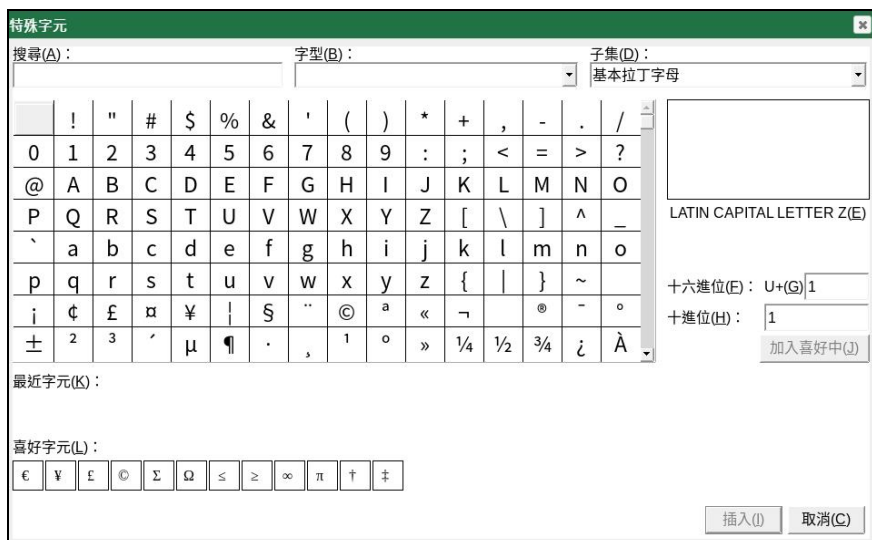 特殊字元
搜尋(A)：
字型(B)：
子集(D)：
基本拉丁字母
! " # $ % & ' ( ) * + , - . /
0 1 2 3 4 5 6 7 8 9 : ; < = > ?
@ A B C D E F G H I J K L M N O
P Q R S T U V W X Y Z [ \ ] ^ _
` a b c d e f g h i j k l m n o
p q r s t u v w x y z { | } ~
¡ ¢ £ ¤ ¥ ¦ § ¨ © ª « ¬ ® ¯ °
± ² ³ ´ µ ¶ · ¸ ¹ º » ¼ ½ ¾ ¿ À
LATIN CAPITAL LETTER Z(E)
十六進位(F)： U+(G) 1
十進位(H)： 1
加入喜好中(J)
最近字元(K)：
喜好字元(L)：
€ ¥ £ © Σ Ω ≤ ≥ ∞ π † ‡
插入(I) 取消(C)